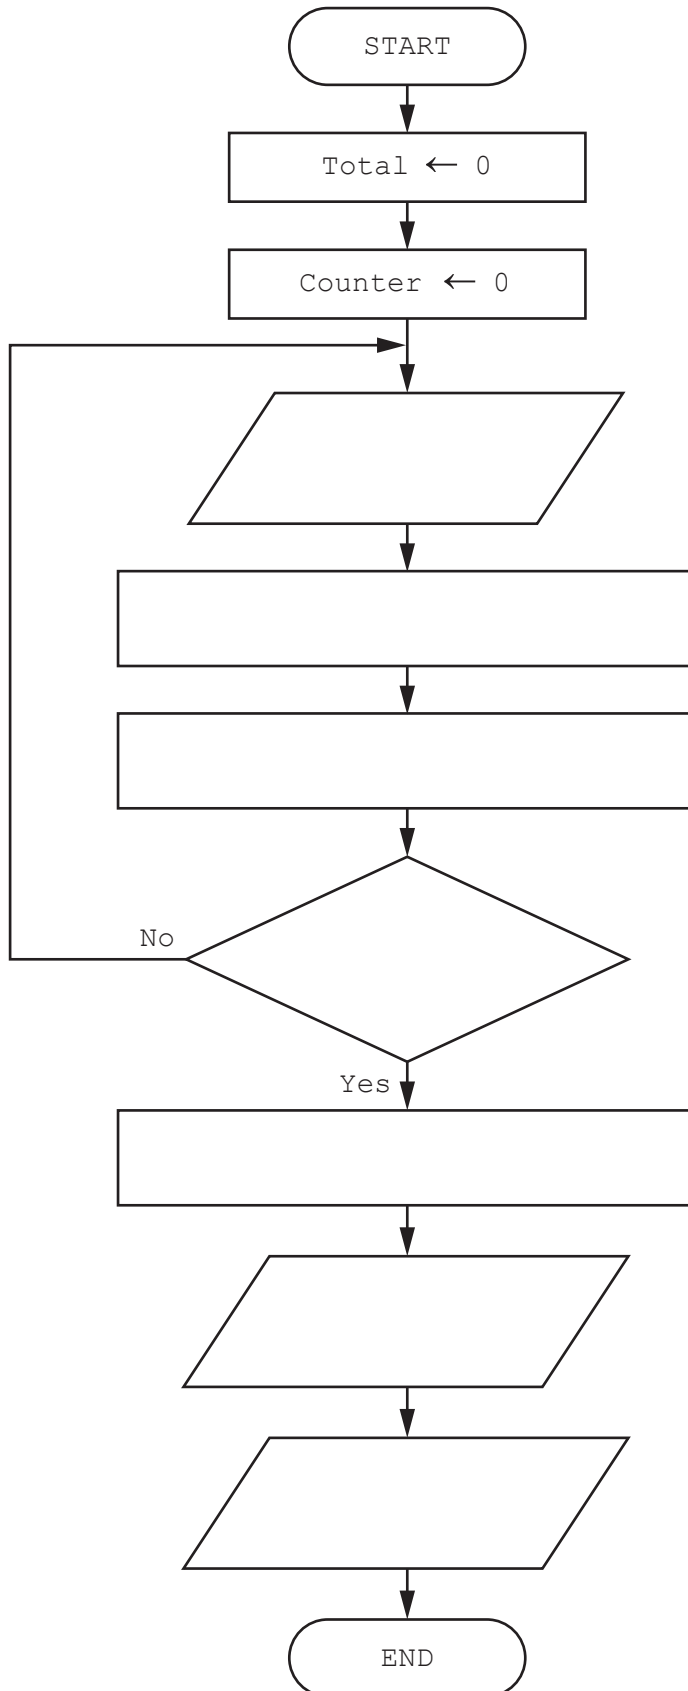 START
Total ← 0
Counter ← 0
No
Yes
END